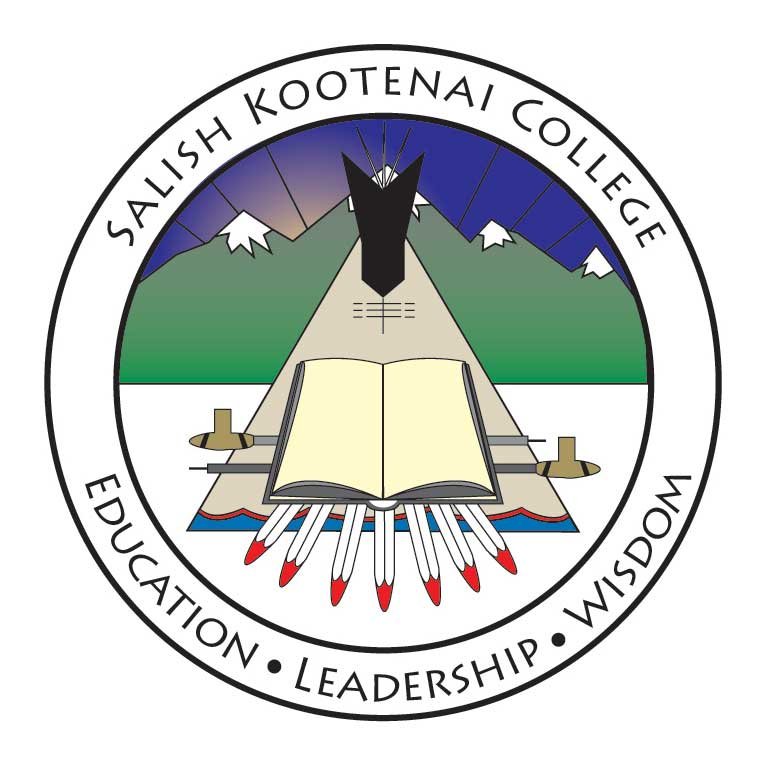 SALISH KOOTENAI COLLEGE
EDUCATION • LEADERSHIP • WISDOM